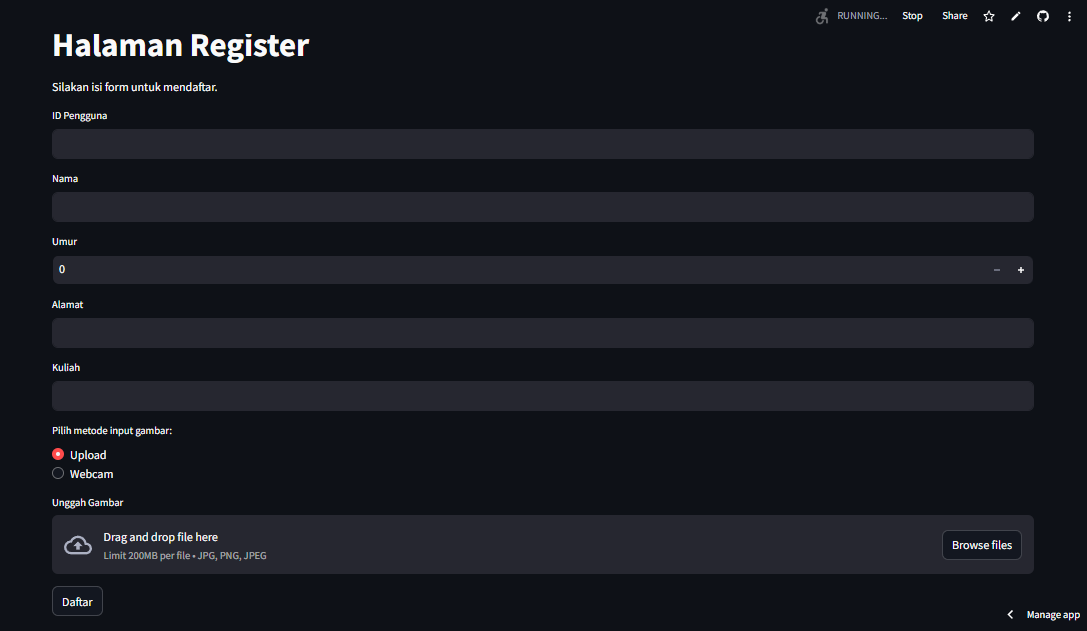 RUNNING... Stop Share
Halaman Register
Silakan isi form untuk mendaftar.
ID Pengguna
Nama
Umur
0
Alamat
Kuliah
Pilih metode input gambar:
Upload
Webcam
Unggah Gambar
Drag and drop file here
Limit 200MB per file • JPG, PNG, JPEG
Browse files
Daftar
Manage app